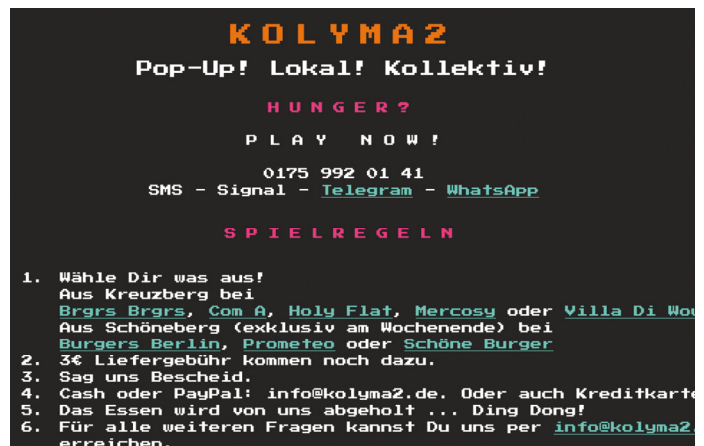 KOLYMA2
Pop-Up! Lokal! Kollektiv!
HUNGER?
PLAY NOW!
0175 992 01 41
SMS - Signal - Telegram - WhatsApp
SPIELREGELN
1. Wähle Dir was aus!
Aus Kreuzberg bei
Brgrs Brgrs, Com A, Holy Flat, Mercosy oder Villa Di Wow
Aus Schöneberg (exklusiv am Wochenende) bei
Burgers Berlin, Prometeo oder Schöne Burger
2. 3€ Liefergebühr kommen noch dazu.
3. Sag uns Bescheid.
4. Cash oder PayPal: info@kolyma2.de. Oder auch Kreditkarte
5. Das Essen wird von uns abgeholt ... Ding Dong!
6. Für alle weiteren Fragen kannst Du uns per info@kolyma2.
erreichen.